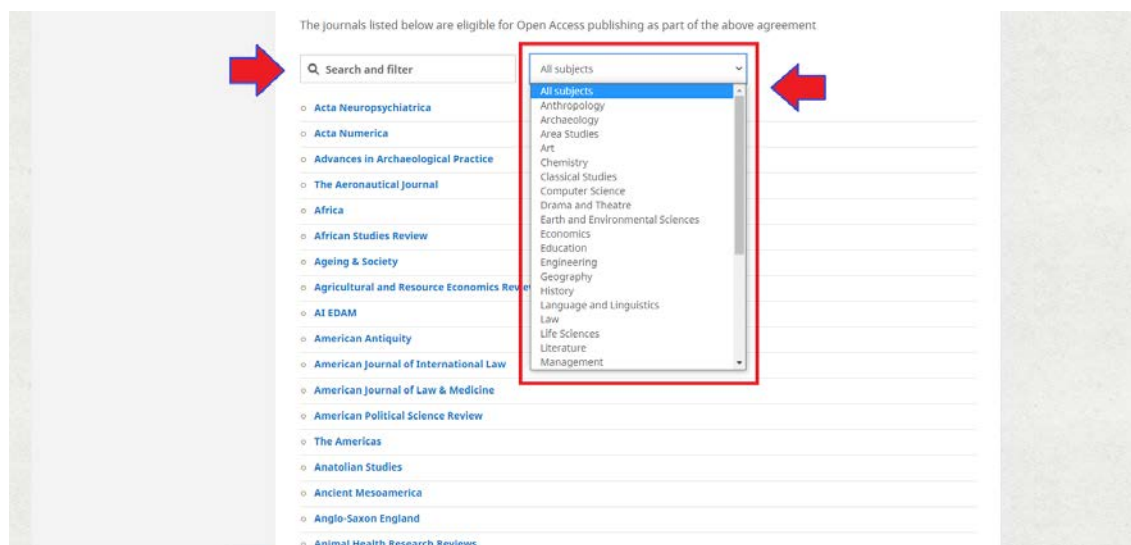 The journals listed below are eligible for Open Access publishing as part of the above agreement
Search and filter
All subjects
All subjects
Anthropology
Archaeology
Area Studies
Art
Chemistry
Classical Studies
Computer Science
Drama and Theatre
Earth and Environmental Sciences
Economics
Education
Engineering
Geography
History
Language and Linguistics
Law
Life Sciences
Literature
Management
Acta Neuropsychiatrica
Acta Numerica
Advances in Archaeological Practice
The Aeronautical Journal
Africa
African Studies Review
Ageing & Society
Agricultural and Resource Economics Revie
AI EDAM
American Antiquity
American Journal of International Law
American Journal of Law & Medicine
American Political Science Review
The Americas
Anatolian Studies
Ancient Mesoamerica
Anglo-Saxon England
Animal Health Research Reviews